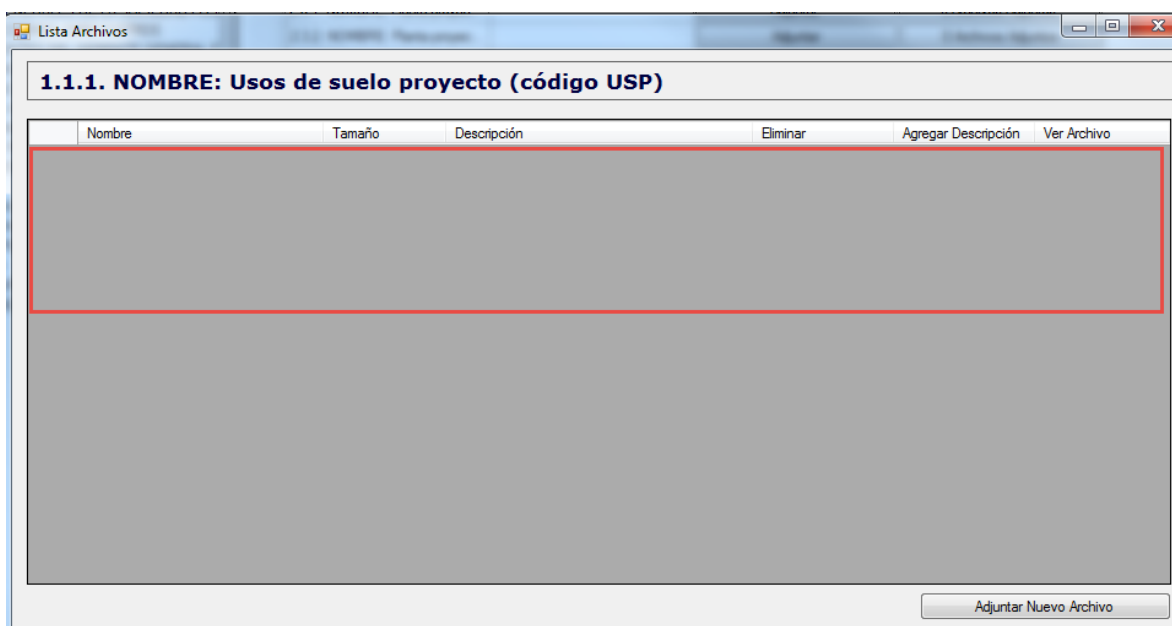 Lista Archivos
1.1.1. NOMBRE: Usos de suelo proyecto (código USP)
Nombre Tamaño Descripción Eliminar Agregar Descripción Ver Archivo
Adjuntar Nuevo Archivo